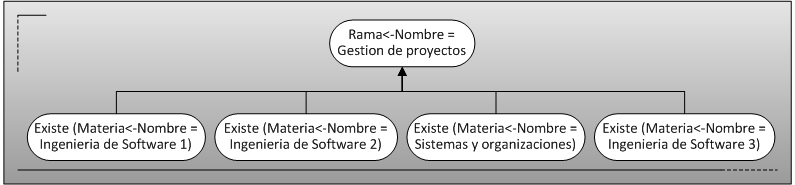 Rama<-Nombre =
Gestion de proyectos
Existe (Materia<-Nombre =
Ingenieria de Software 1)
Existe (Materia<-Nombre =
Ingenieria de Software 2)
Existe (Materia<-Nombre =
Sistemas y organizaciones)
Existe (Materia<-Nombre =
Ingenieria de Software 3)